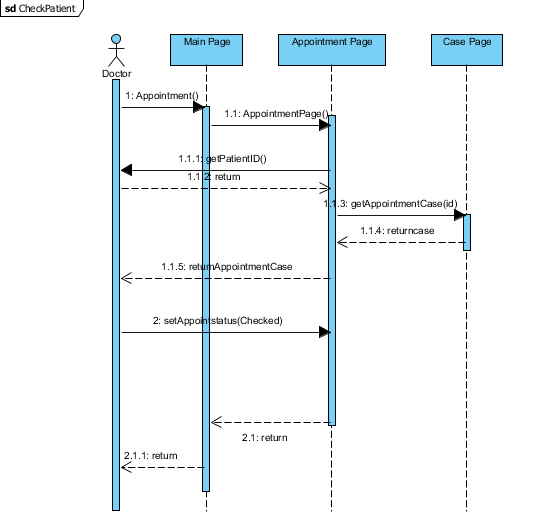 sd CheckPatient
Main Page
Appointment Page
Case Page
Doctor
1: Appointment()
1.1: AppointmentPage()
1.1.1: getPatientID()
1.1.2: return
1.1.3: getAppointmentCase(id)
1.1.4: returncase
1.1.5: returnAppointmentCase
2: setAppointstatus(Checked)
2.1: return
2.1.1: return